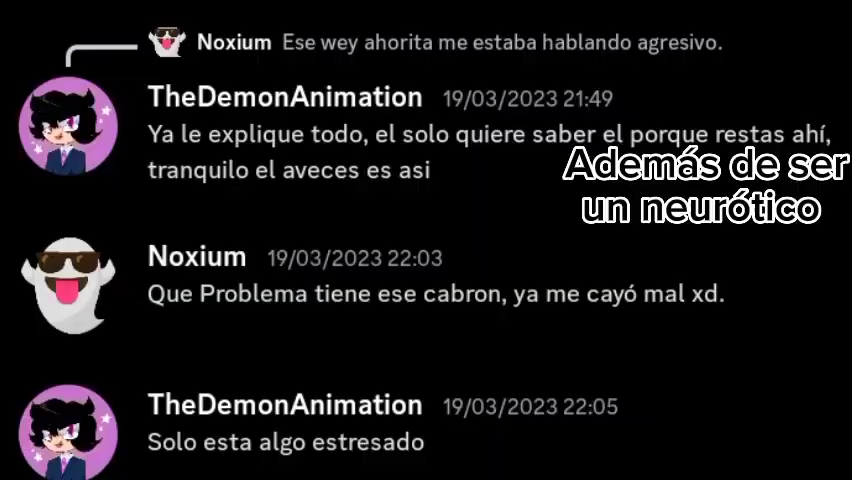 Noxium Ese wey ahorita me estaba hablando agresivo.
TheDemonAnimation 19/03/2023 21:49
Ya le explique todo, el solo quiere saber el porque restas ahí,
tranquilo el aveces es asi
Además de ser
un neurótico
Noxium 19/03/2023 22:03
Que Problema tiene ese cabron, ya me cayó mal xd.
TheDemonAnimation 19/03/2023 22:05
Solo esta algo estresado